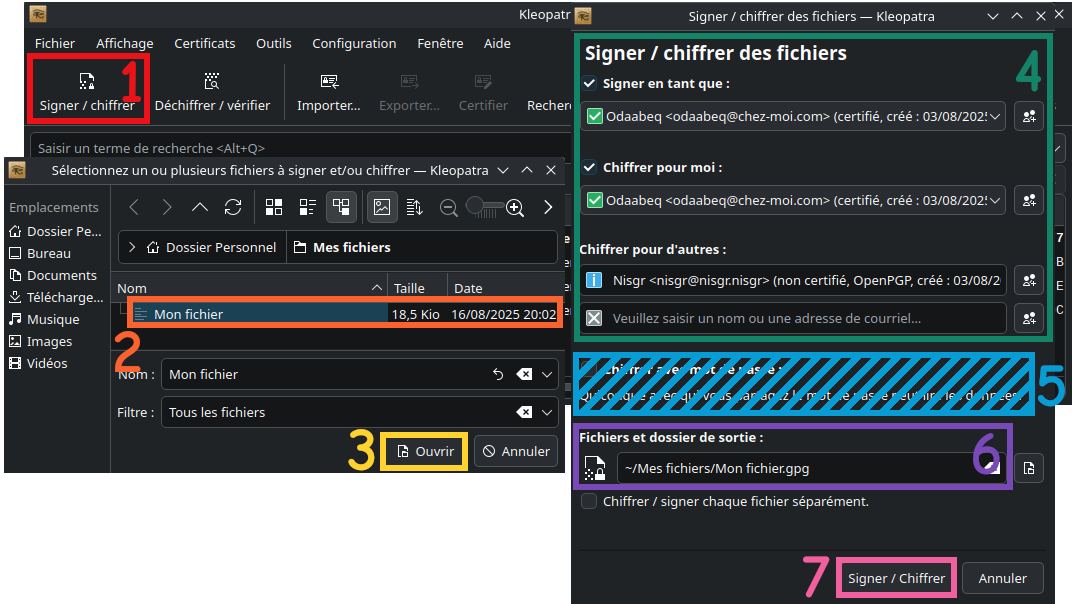 Kleopatr
Fichier Affichage Certificats Outils Configuration Fenêtre Aide
1
Signer / chiffrer Déchiffrer / vérifier Importer... Exporter... Certifier Recher
Saisir un terme de recherche <Alt+Q>
Sélectionnez un ou plusieurs fichiers à signer et/ou chiffrer — Kleopatra
Emplacements
Dossier Pe...
Bureau
Documents
Télécharge...
Musique
Images
Vidéos
Dossier Personnel Mes fichiers
Nom Taille Date
Mon fichier 18,5 Kio 16/08/2025 20:02
2
Nom : Mon fichier
Filtre : Tous les fichiers
3 Ouvrir Annuler
Signer / chiffrer des fichiers — Kleopatra
Signer / chiffrer des fichiers
4
Signer en tant que :
Odaabeq <odaabeq@chez-moi.com> (certifié, créé : 03/08/202
Chiffrer pour moi :
Odaabeq <odaabeq@chez-moi.com> (certifié, créé : 03/08/202
Chiffrer pour d'autres :
Nisgr <nisgr@nisgr.nisgr> (non certifié, OpenPGP, créé : 03/08/2
Veuillez saisir un nom ou une adresse de courriel...
5
Fichiers et dossier de sortie :
6
~/Mes fichiers/Mon fichier.gpg
Chiffrer / signer chaque fichier séparément.
7 Signer / Chiffrer Annuler
7
B
E
C